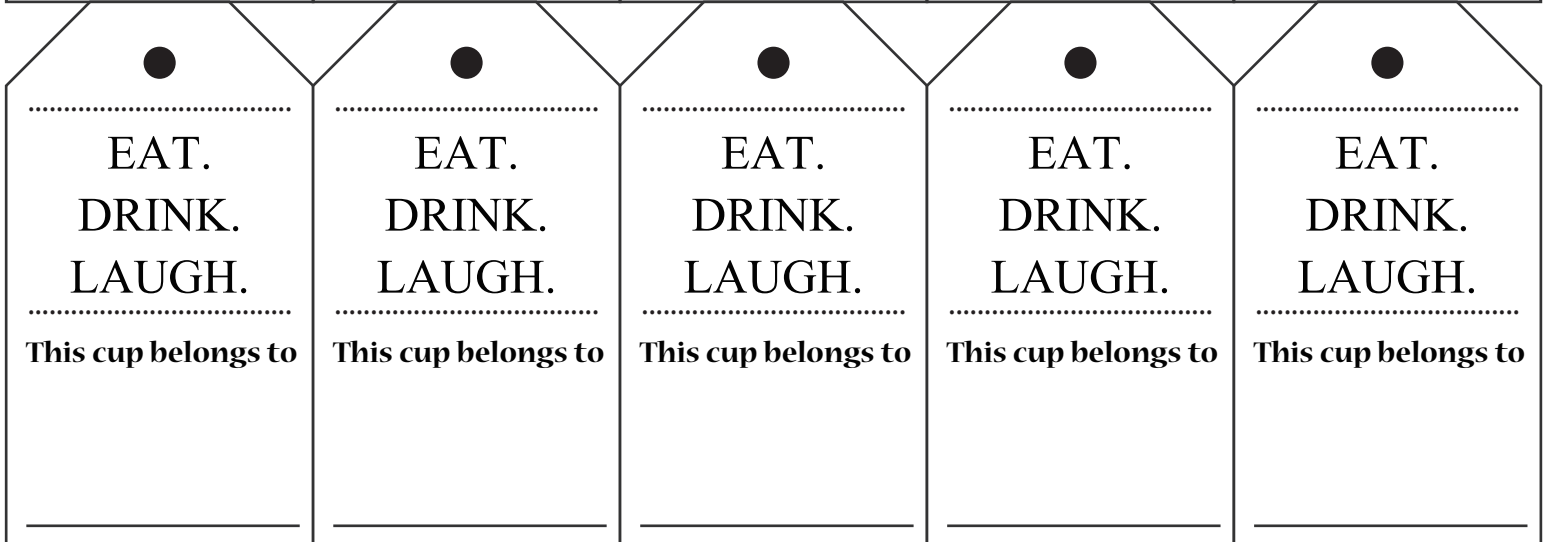 EAT. EAT. EAT. EAT. EAT.
DRINK. DRINK. DRINK. DRINK. DRINK.
LAUGH. LAUGH. LAUGH. LAUGH. LAUGH.
This cup belongs to This cup belongs to This cup belongs to This cup belongs to This cup belongs to